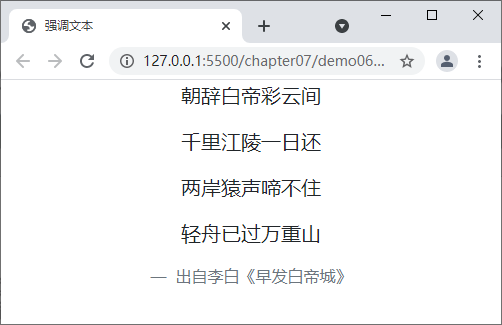 强调文本
127.0.0.1:5500/chapter07/demo06...
朝辞白帝彩云间
千里江陵一日还
两岸猿声啼不住
轻舟已过万重山
— 出自李白《早发白帝城》